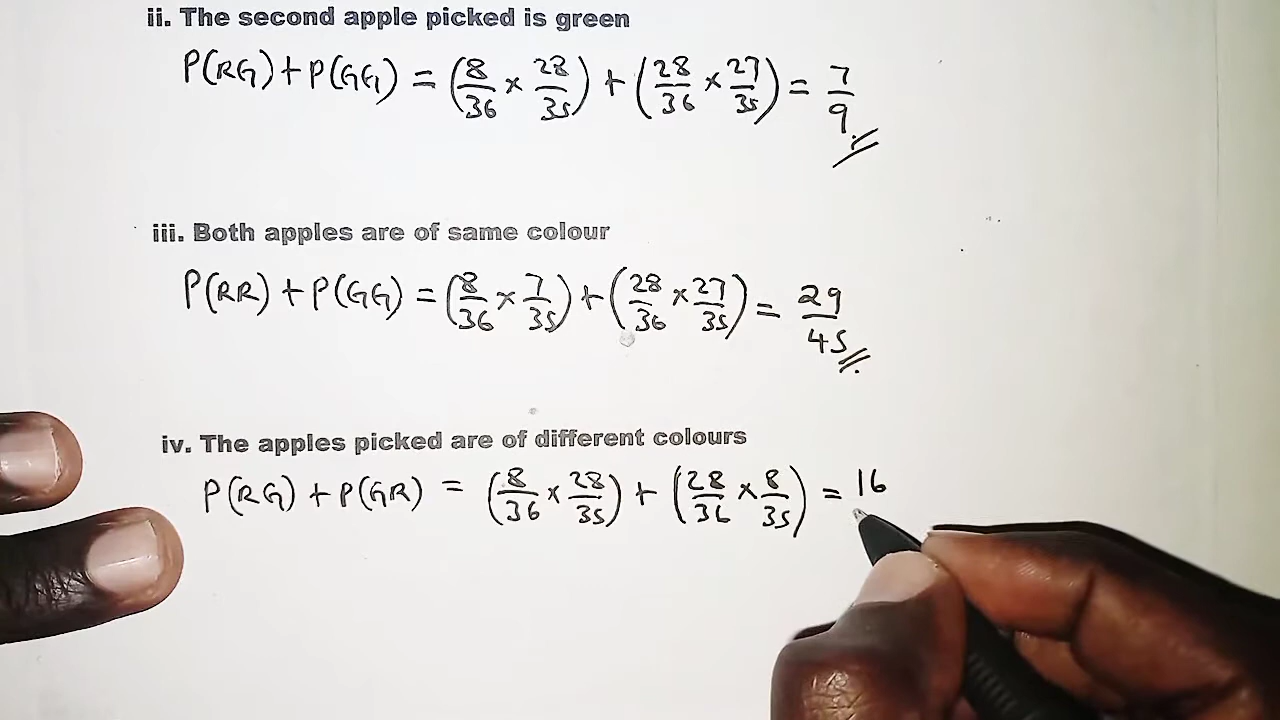 ii. The second apple picked is green
P(RG)+P(GG) = (8/36 × 28/35) + (28/36 × 27/35) = 7/9
iii. Both apples are of same colour
P(RR)+P(GG) = (8/36 × 7/35) + (28/36 × 27/35) = 29/45
iv. The apples picked are of different colours
P(RG)+P(GR) = (8/36 × 28/35) + (28/36 × 8/35) = 16